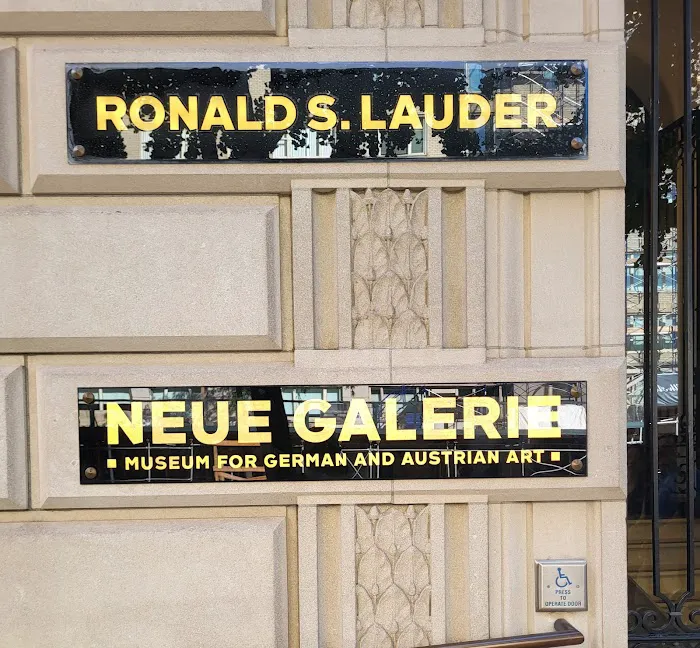 RONALD S. LAUDER
NEUE GALERIE
▪ MUSEUM FOR GERMAN AND AUSTRIAN ART ▪
PRESS
TO
OPERATE DOOR